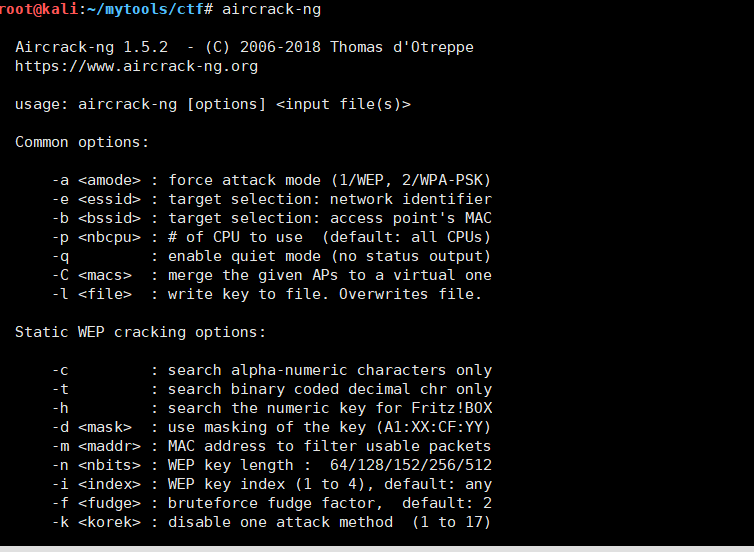 root@kali:~/mytools/ctf# aircrack-ng
Aircrack-ng 1.5.2  - (C) 2006-2018 Thomas d'Otreppe
https://www.aircrack-ng.org
usage: aircrack-ng [options] <input file(s)>
Common options:
-a <amode> : force attack mode (1/WEP, 2/WPA-PSK)
-e <essid> : target selection: network identifier
-b <bssid> : target selection: access point's MAC
-p <nbcpu> : # of CPU to use  (default: all CPUs)
-q         : enable quiet mode (no status output)
-C <macs>  : merge the given APs to a virtual one
-l <file>  : write key to file. Overwrites file.
Static WEP cracking options:
-c         : search alpha-numeric characters only
-t         : search binary coded decimal chr only
-h         : search the numeric key for Fritz!BOX
-d <mask>  : use masking of the key (A1:XX:CF:YY)
-m <maddr> : MAC address to filter usable packets
-n <nbits> : WEP key length :  64/128/152/256/512
-i <index> : WEP key index (1 to 4), default: any
-f <fudge> : bruteforce fudge factor,  default: 2
-k <korek> : disable one attack method  (1 to 17)